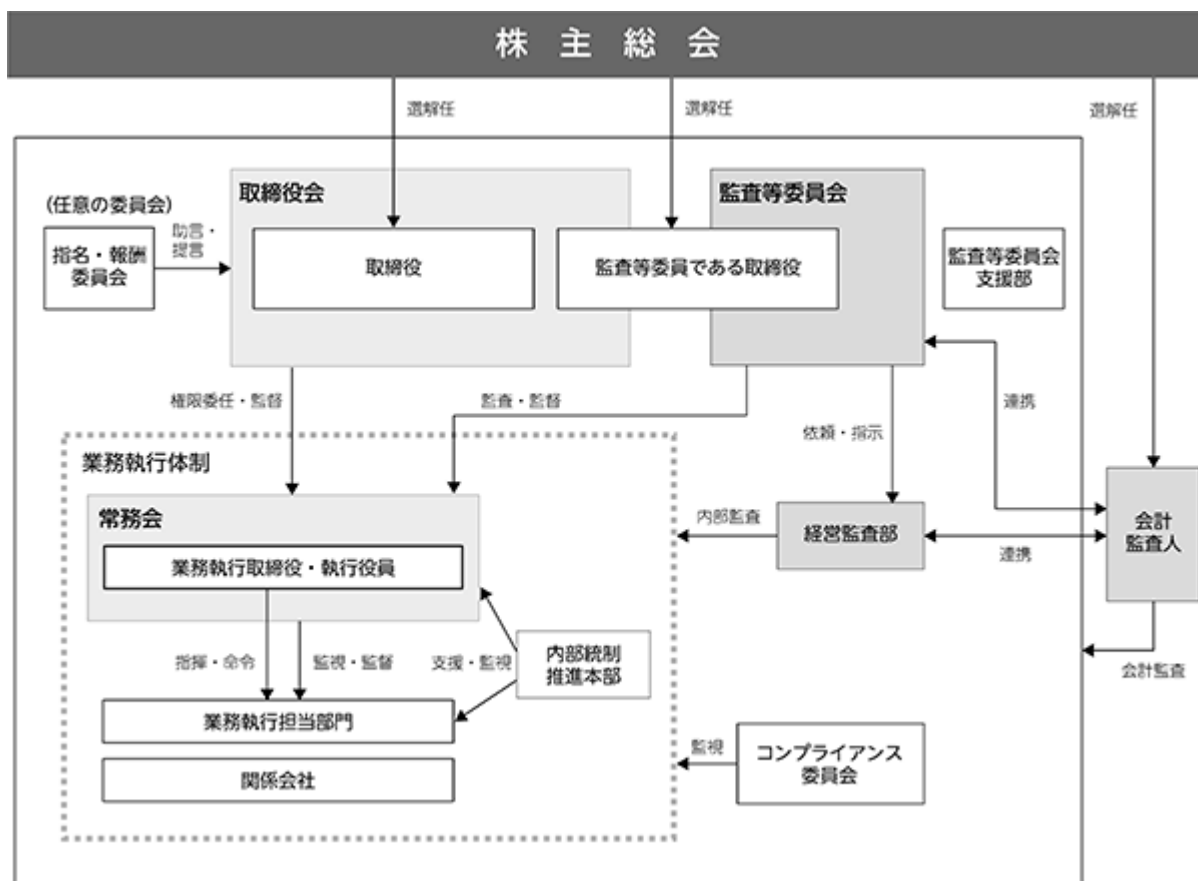 株主総会
選解任
選解任
選解任
取締役会
監査等委員会
(任意の委員会)
指名・報酬
委員会
助言・
提言
取締役
監査等委員である取締役
監査等委員会
支援部
権限委任・監督
監査・監督
依頼・指示
連携
業務執行体制
常務会
業務執行取締役・執行役員
内部監査
経営監査部
連携
会計
監査人
指揮・命令
監視・監督
支援・監視
内部統制
推進本部
会計監査
業務執行担当部門
関係会社
監視
コンプライアンス
委員会